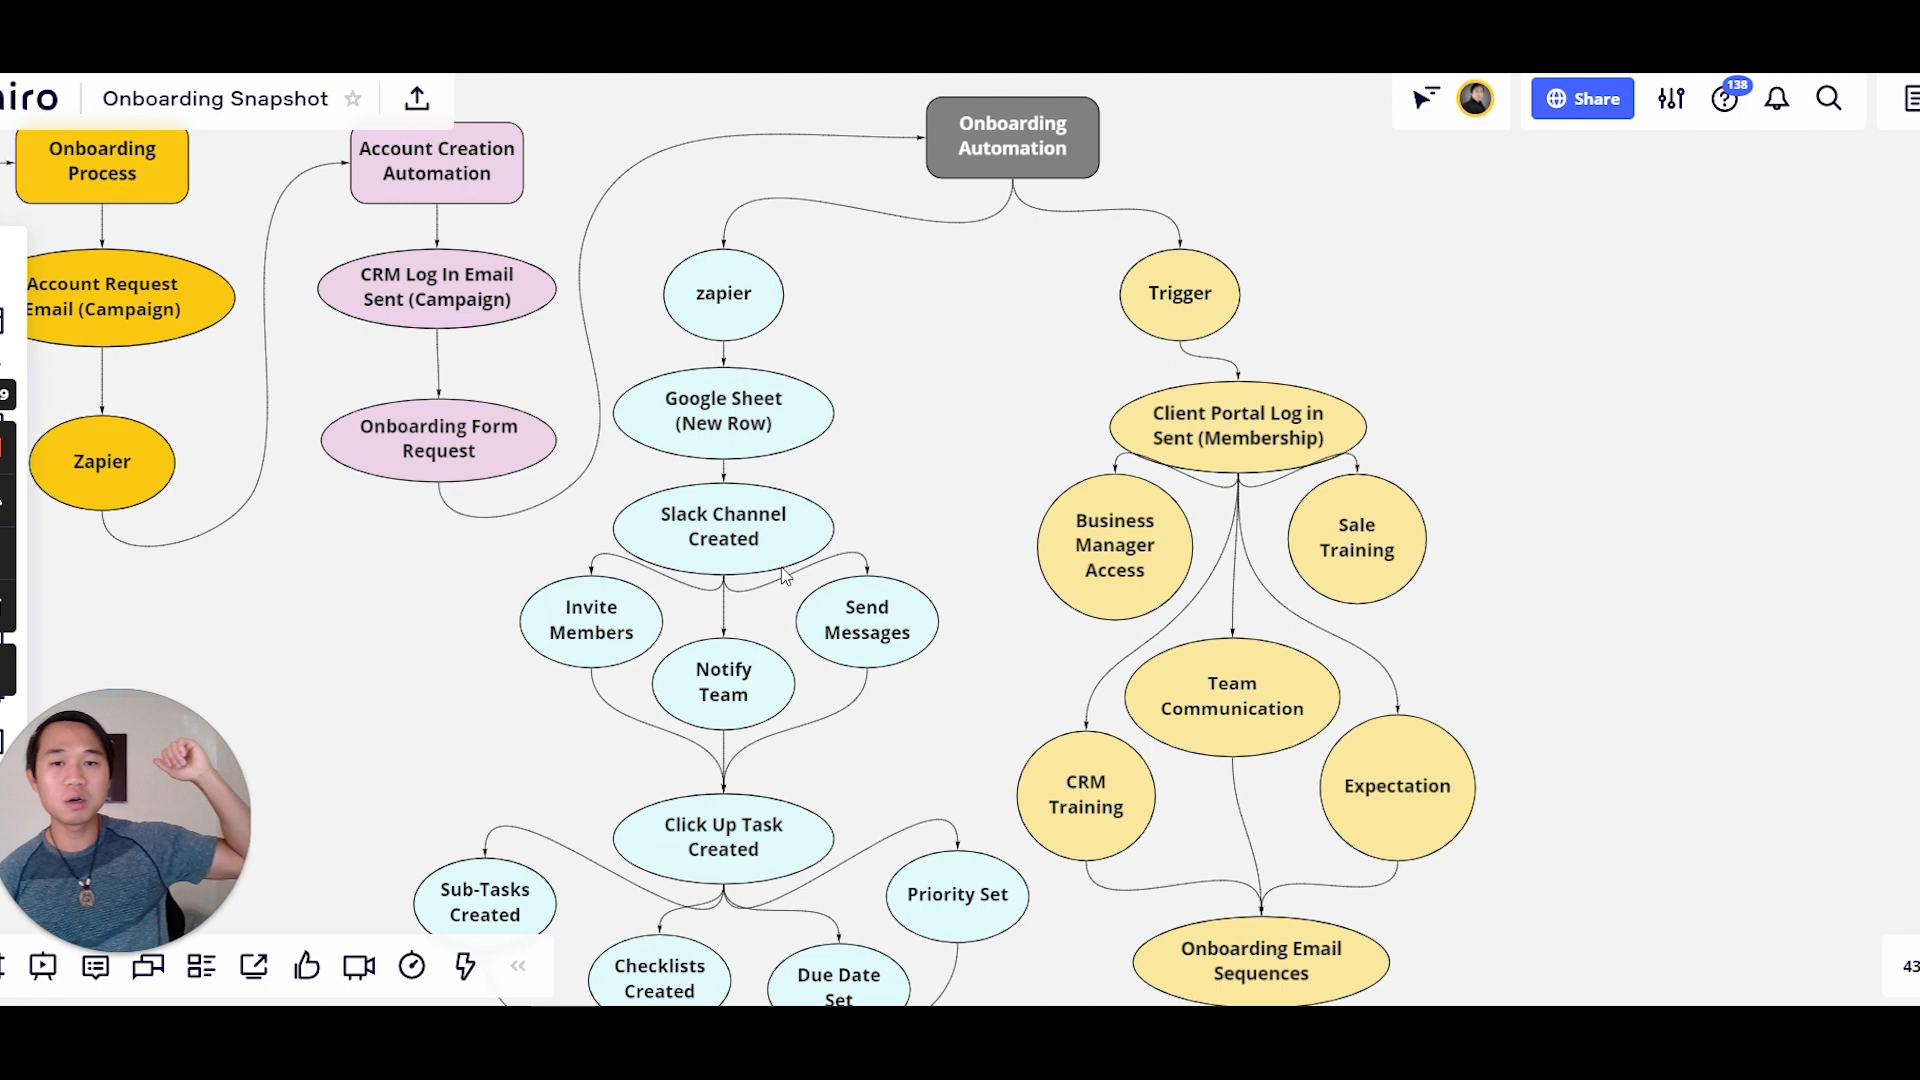 miro
Onboarding Snapshot
Share
138
Onboarding
Process
Account Request
Email (Campaign)
Zapier
Account Creation
Automation
CRM Log In Email
Sent (Campaign)
Onboarding Form
Request
Onboarding
Automation
zapier
Google Sheet
(New Row)
Slack Channel
Created
Invite
Members
Notify
Team
Send
Messages
Click Up Task
Created
Sub-Tasks
Created
Checklists
Created
Due Date
Set
Priority Set
Trigger
Client Portal Log in
Sent (Membership)
Business
Manager
Access
Sale
Training
Team
Communication
CRM
Training
Expectation
Onboarding Email
Sequences
9
43